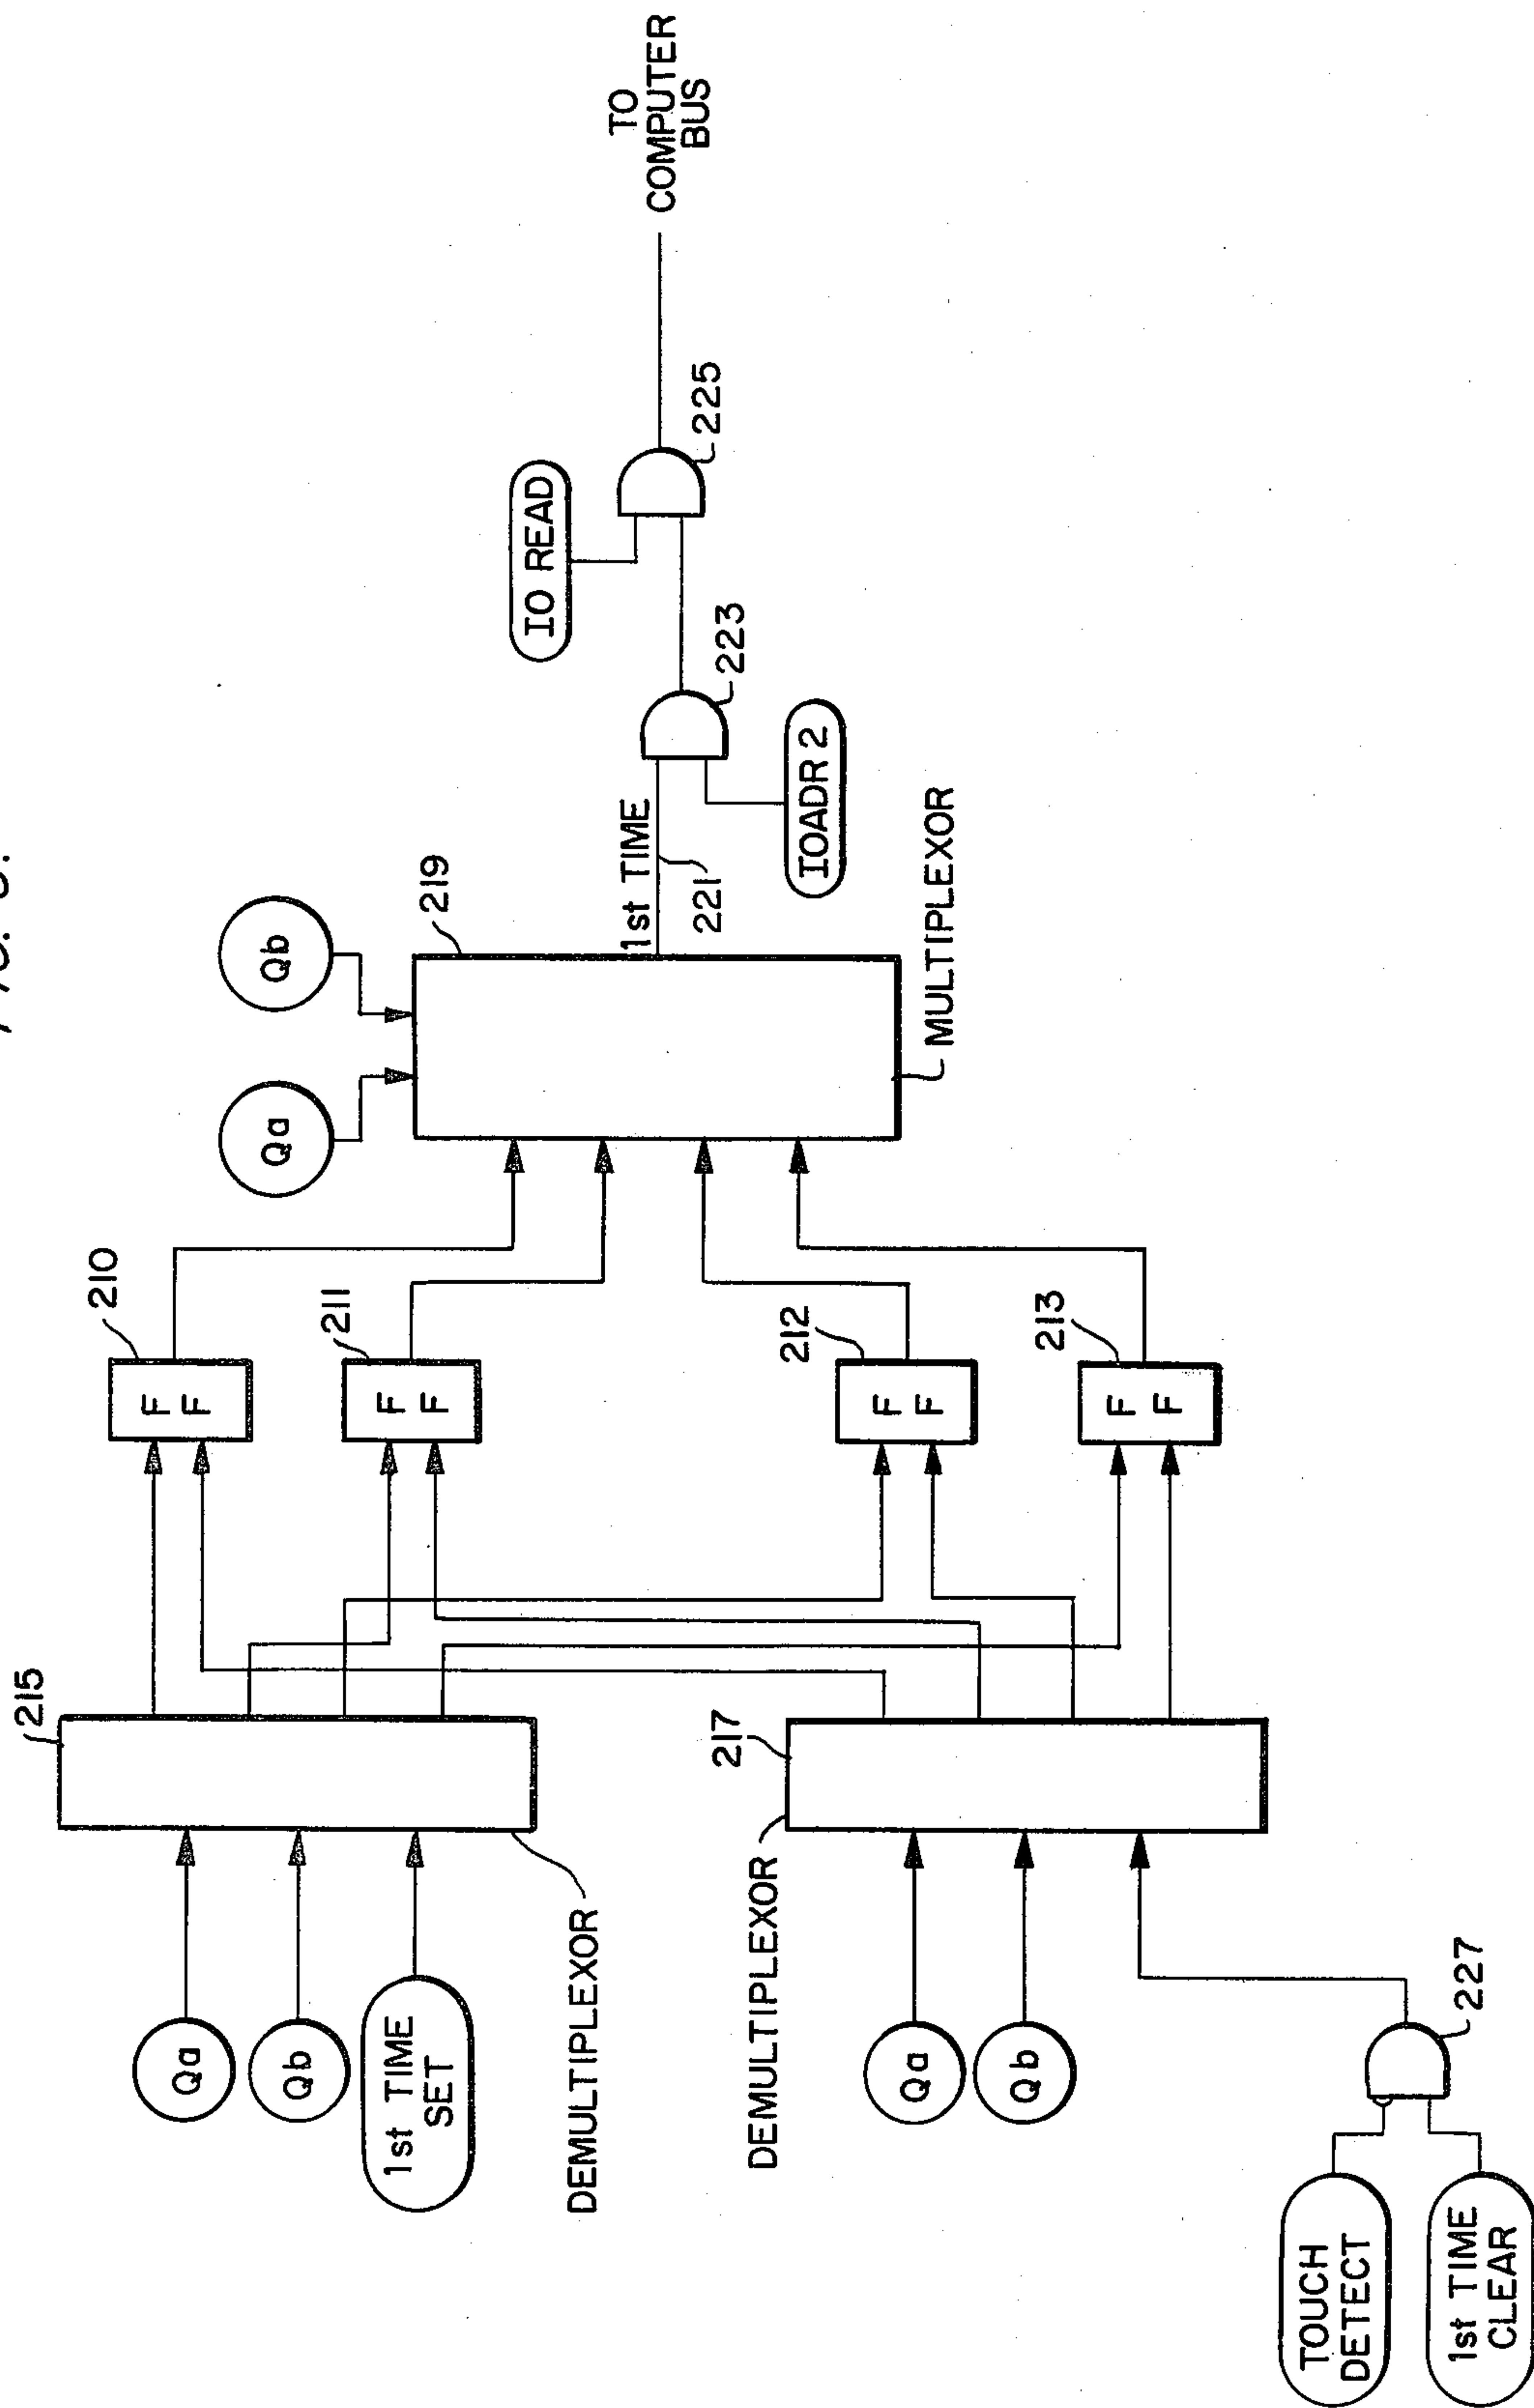 215
210
Qa
Qb
1st TIME
SET
DEMULTIPLEXOR
F
F
211
F
F
Qa
Qb
219
IO READ
TO
COMPUTER
BUS
1st TIME
221
223
225
IOADR 2
MULTIPLEXOR
217
DEMULTIPLEXOR
212
F
F
Qa
Qb
213
F
F
TOUCH
DETECT
1st TIME
CLEAR
227